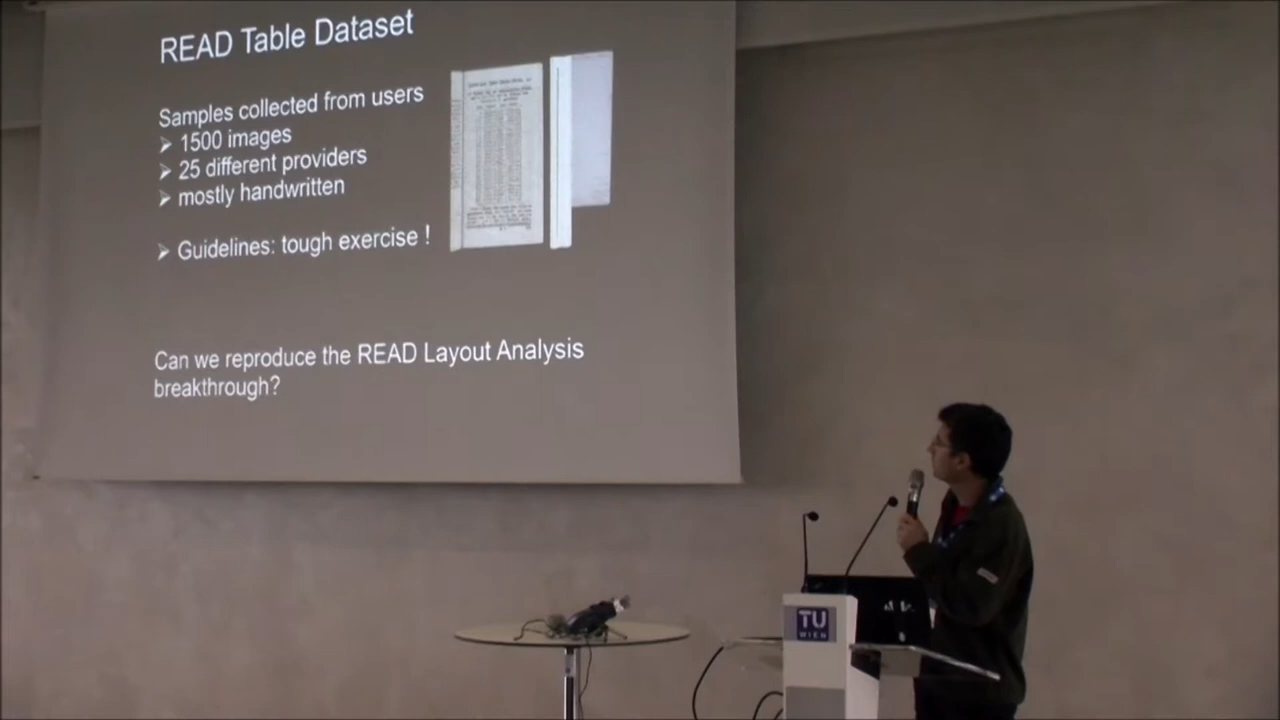 READ Table Dataset
Samples collected from users
➢ 1500 images
➢ 25 different providers
➢ mostly handwritten
➢ Guidelines: tough exercise !
Can we reproduce the READ Layout Analysis
breakthrough?
TU
WIEN